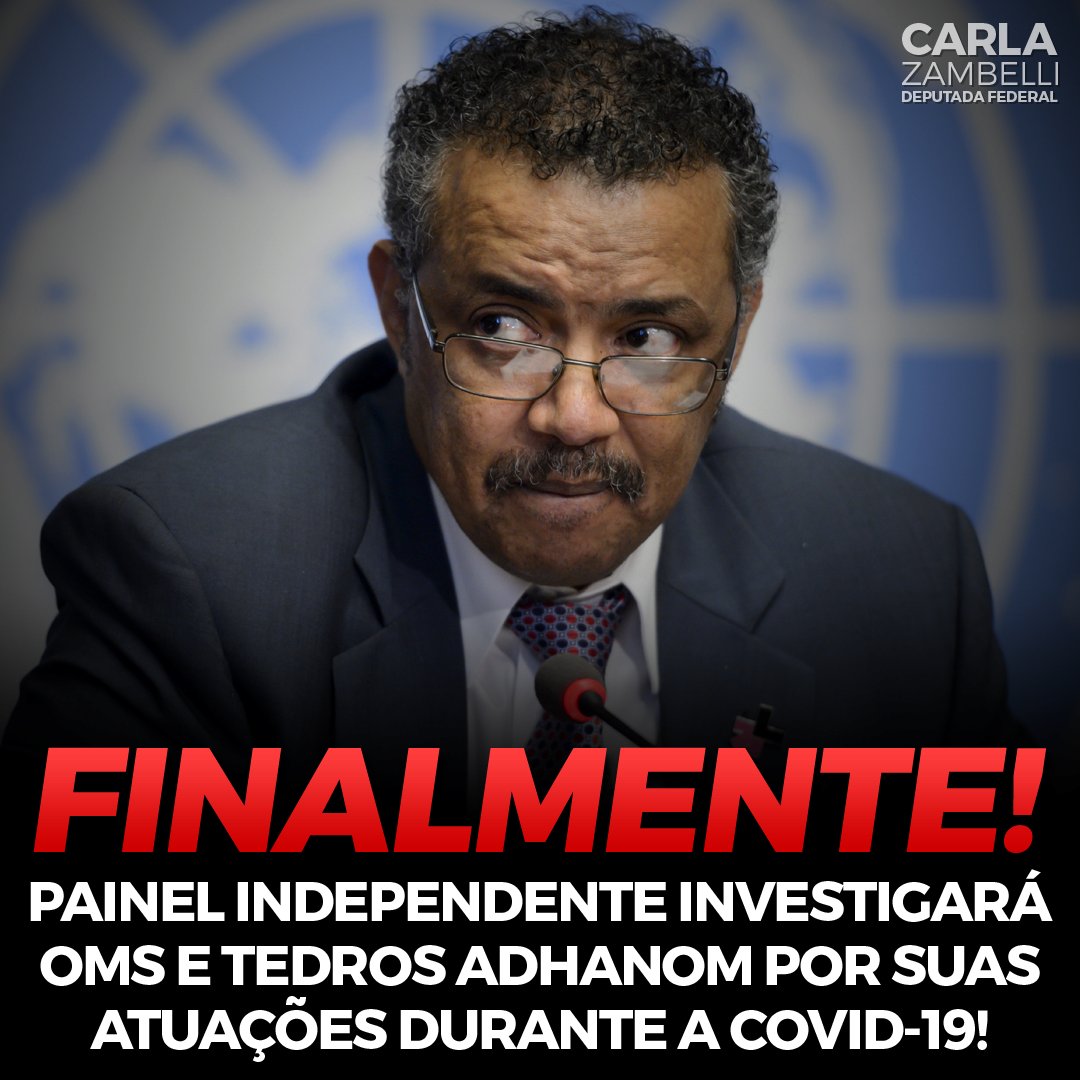 CARLA
ZAMBELLI
DEPUTADA FEDERAL
FINALMENTE!
PAINEL INDEPENDENTE INVESTIGARÁ
OMS E TEDROS ADHANOM POR SUAS
ATUAÇÕES DURANTE A COVID-19!